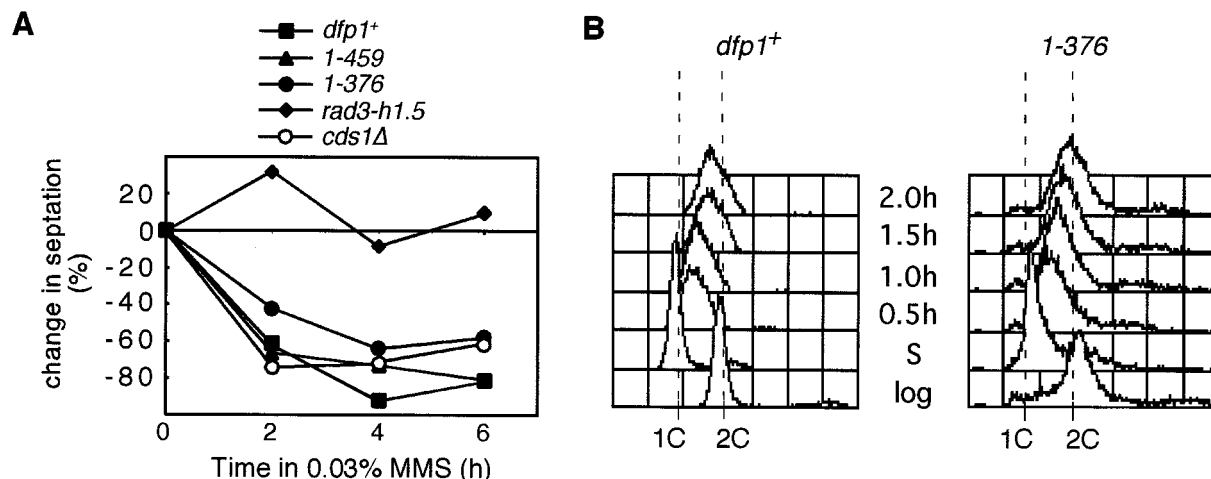 A
dfp1+
1-459
1-376
rad3-h1.5
cds1Δ
change in septation
(%)
20
0
-20
-40
-60
-80
0 2 4 6
Time in 0.03% MMS (h)
B
dfp1+ 1-376
2.0h
1.5h
1.0h
0.5h
S
log
1C 2C 1C 2C